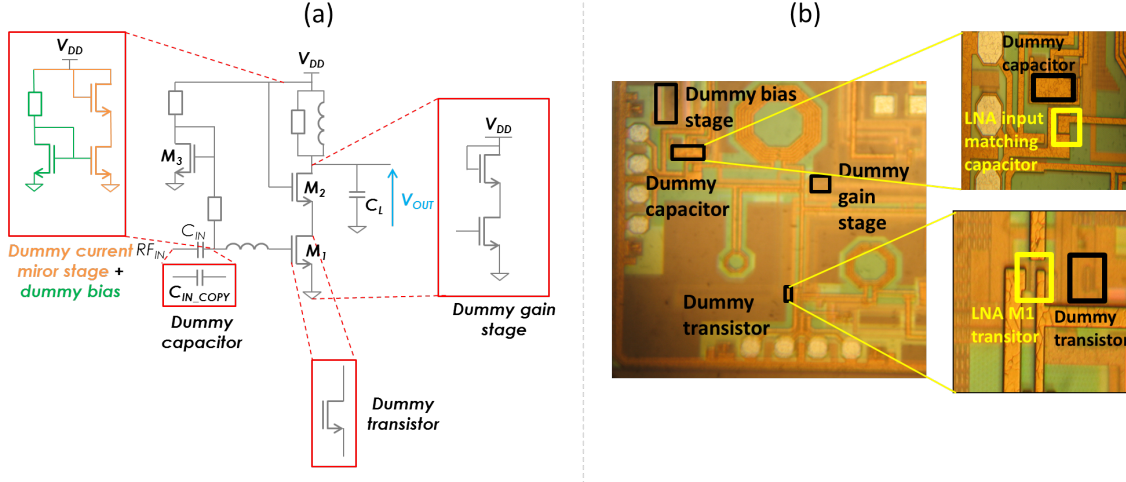 (a)
V_DD
V_DD
M_3
M_2
C_L
V_OUT
C_IN
RF_IN,
M_1
C_IN_COPY
Dummy current
miror stage +
dummy bias
Dummy
capacitor
V_DD
Dummy gain
stage
Dummy
transistor
(b)
Dummy bias
stage
Dummy
capacitor
Dummy
gain
stage
Dummy
transistor
Dummy
capacitor
LNA input
matching
capacitor
LNA M1
transitor
Dummy
transistor